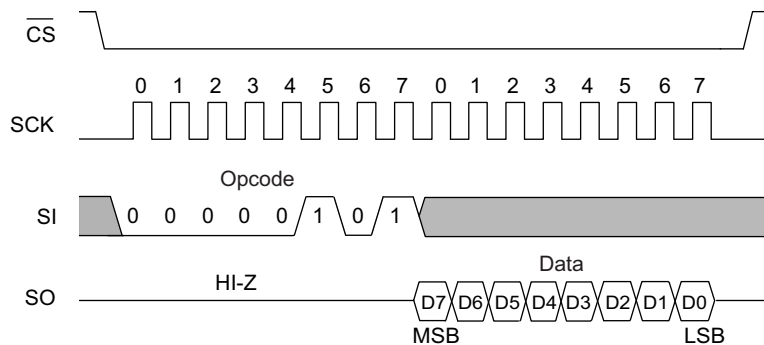 CS
0 1 2 3 4 5 6 7 0 1 2 3 4 5 6 7
SCK
Opcode
SI 0 0 0 0 0 1 0 1
HI-Z Data
SO D7 D6 D5 D4 D3 D2 D1 D0
MSB LSB